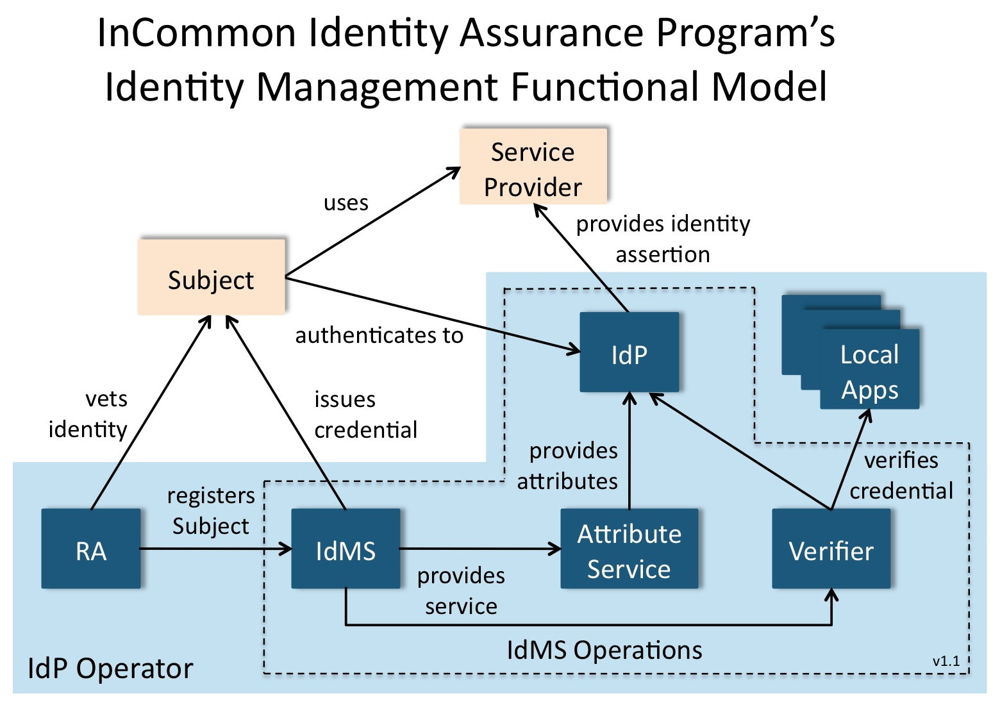 InCommon Identity Assurance Program’s
Identity Management Functional Model
Service
Provider
uses
provides identity
assertion
Subject
authenticates to
IdP
Local
Apps
vets
identity
issues
credential
provides
attributes
verifies
credential
registers
Subject
RA
IdMS
Attribute
Service
Verifier
provides
service
IdMS Operations
v1.1
IdP Operator